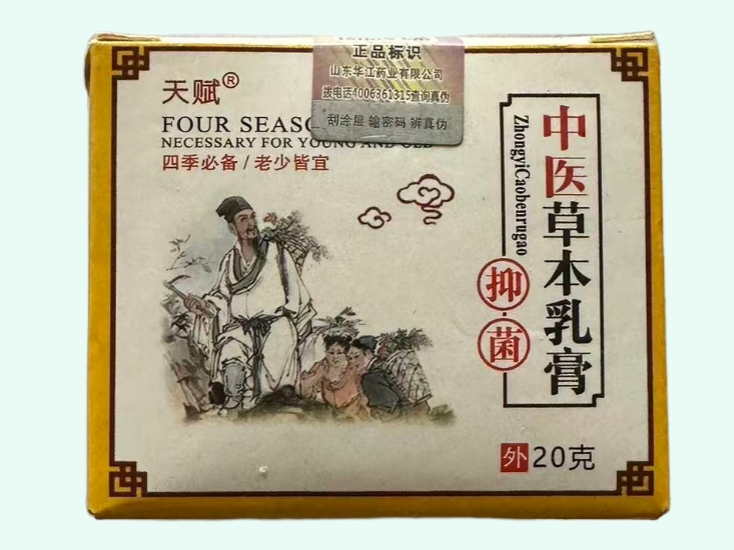 正品标识
山东华江药业有限公司
拨电话4006361315查询真伪
刮涂层 输密码 辨真伪
天赋®
FOUR
NECESSARY FOR YOUNG AND OLD
四季必备 / 老少皆宜
中医草本乳膏
ZhongyiCaobenrugao
抑·菌
外 20克